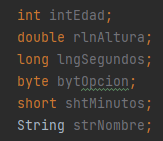 int intEdad;
double rlnAltura;
long lngSegundos;
byte bytOpcion;
short shtMinutos;
String strNombre;